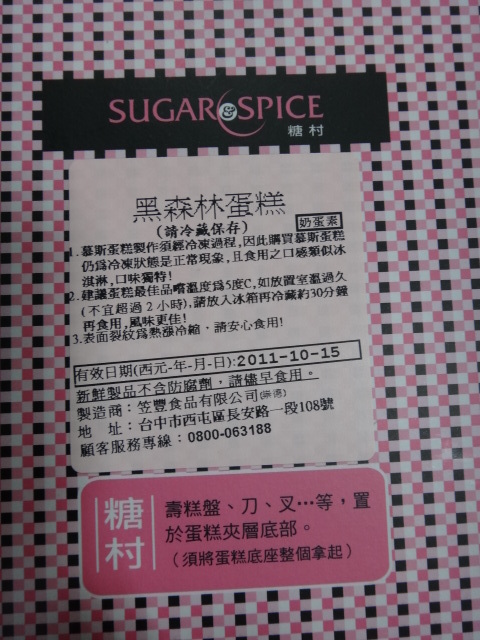 SUGAR & SPICE
糖村
黑森林蛋糕
(請冷藏保存)
奶蛋素
1.慕斯蛋糕製作須經冷凍過程,因此購買慕斯蛋糕
仍為冷凍狀態是正常現象,且食用之口感類似冰
淇淋,口味獨特!
2.建議蛋糕最佳品嚐溫度為5度C,如放置室溫過久
(不宜超過2小時),請放入冰箱再冷藏約30分鐘
再食用,風味更佳!
3.表面裂紋為熱漲冷縮、請安心食用!
有效日期(西元-年-月-日):2011-10-15
新鮮製品不含防腐劑,請儘早食用。
製造商:笠豐食品有限公司(崇德)
地 址:台中市西屯區長安路一段108號
顧客服務專線:0800-063188
糖村
壽糕盤、刀、叉…等,置
於蛋糕夾層底部。
(須將蛋糕底座整個拿起)